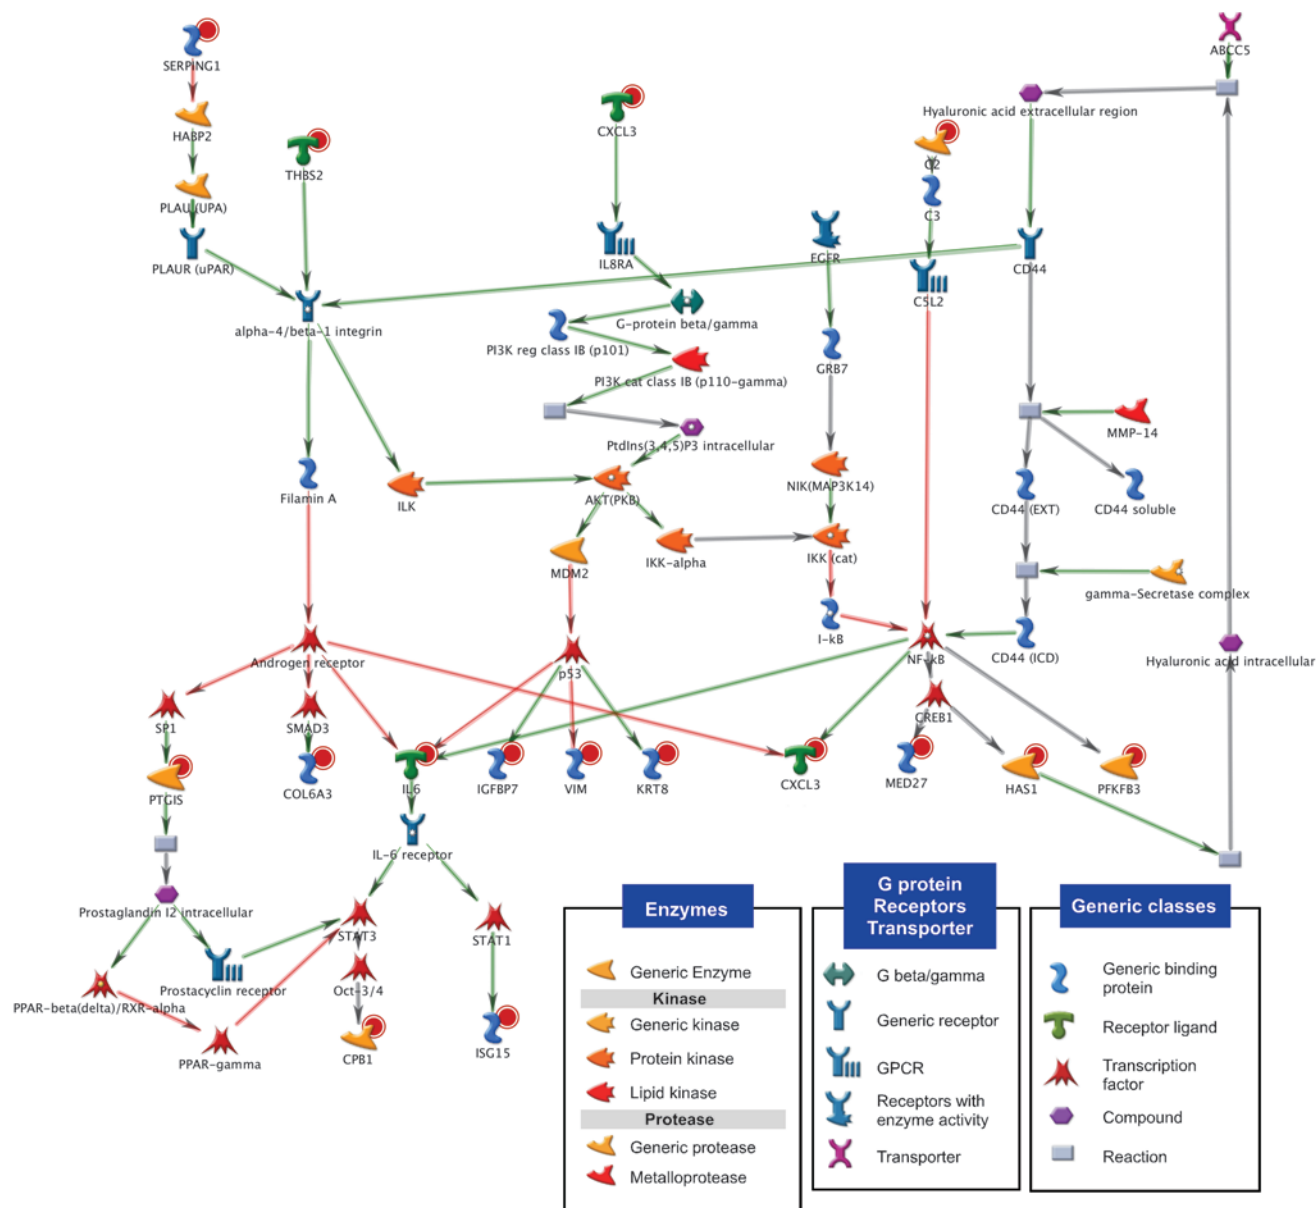 SERPING1
ABCC5
Hyaluronic acid extracellular region
HABP2
CXCL3
C2
THBS2
PLAU (UPA)
C3
PLAUR (uPAR)
IL8RA
EGFR
CD44
C5L2
alpha-4/beta-1 integrin
G-protein beta/gamma
PI3K reg class IB (p101)
GRB7
PI3K cat class IB (p110-gamma)
MMP-14
PtdIns(3,4,5)P3 intracellular
Filamin A
ILK
AKT(PKB)
NIK(MAP3K14)
CD44 (EXT)
CD44 soluble
MDM2
IKK-alpha
IKK (cat)
gamma-Secretase complex
I-kB
Androgen receptor
p53
NF-kB
CD44 (ICD)
Hyaluronic acid intracellular
SP1
SMAD3
CREB1
PTGIS
COL6A3
IL6
IGFBP7
VIM
KRT8
CXCL3
MED27
HAS1
PFKFB3
IL-6 receptor
Prostaglandin I2 intracellular
STAT3
STAT1
Prostacyclin receptor
Oct-3/4
PPAR-beta(delta)/RXR-alpha
PPAR-gamma
CPB1
ISG15
Enzymes
Generic Enzyme
Kinase
Generic kinase
Protein kinase
Lipid kinase
Protease
Generic protease
Metalloprotease
G protein
Receptors
Transporter
G beta/gamma
Generic receptor
GPCR
Receptors with
enzyme activity
Transporter
Generic classes
Generic binding
protein
Receptor ligand
Transcription
factor
Compound
Reaction